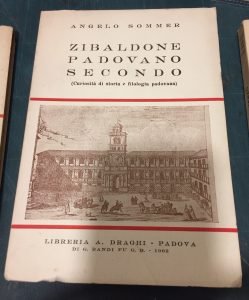 ANGELO SOMMER
ZIBALDONE
PADOVANO
SECONDO
(Curiosità di storia e filologia padovana)
LIBRERIA A. DRAGHI - PADOVA
DI G. RANDI FU G. B. - 1962